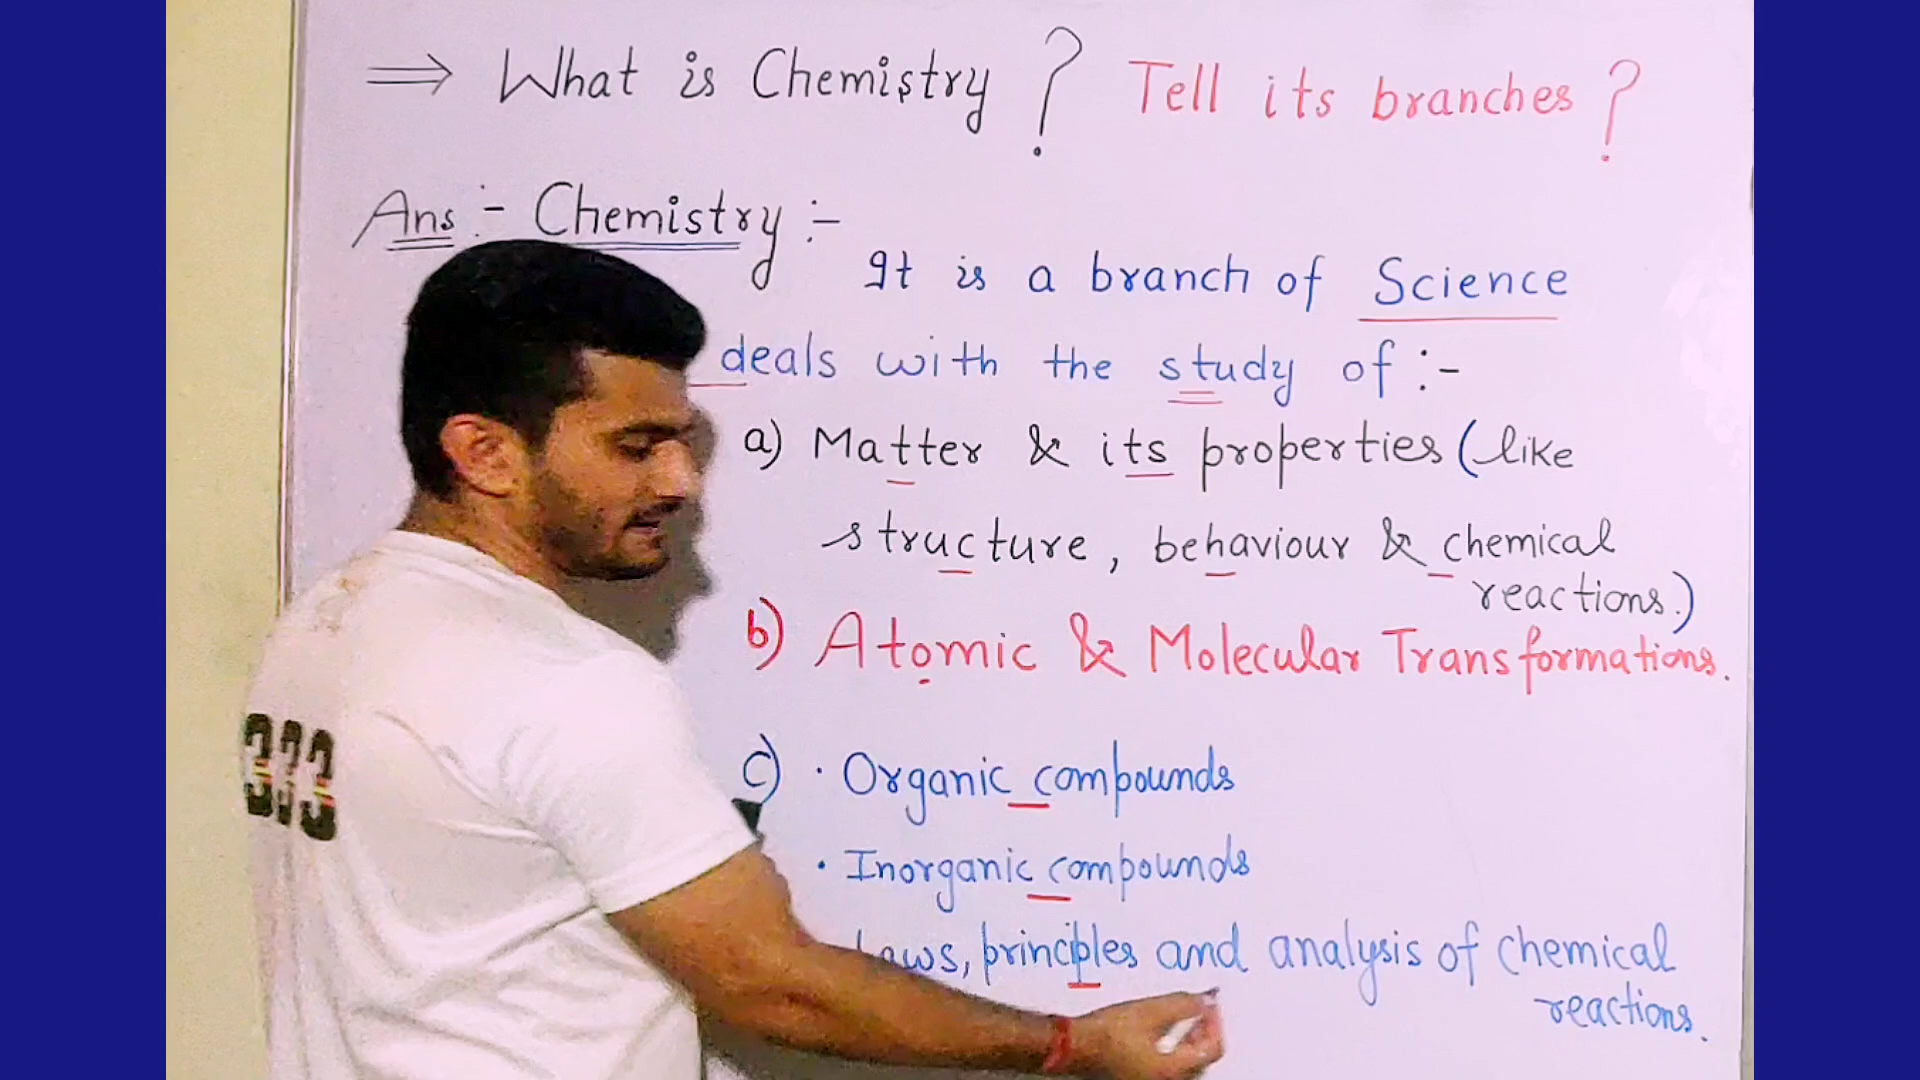 ⇒ What is Chemistry ? Tell its branches ?
Ans :- Chemistry :-
It is a branch of Science
deals with the study of :-
a) Matter & its properties (like
structure, behaviour & chemical
reactions.)
b) Atomic & Molecular Transformations.
c) · Organic compounds
· Inorganic compounds
Laws, principles and analysis of chemical
reactions.